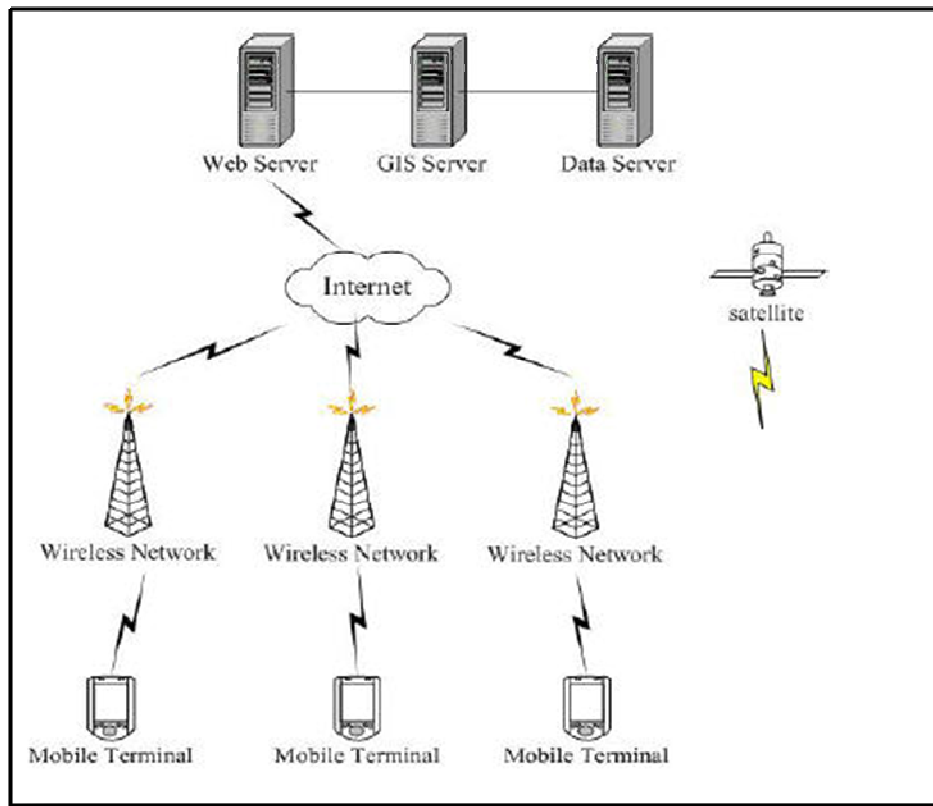 Web Server
GIS Server
Data Server
Internet
satellite
Wireless Network
Wireless Network
Wireless Network
Mobile Terminal
Mobile Terminal
Mobile Terminal